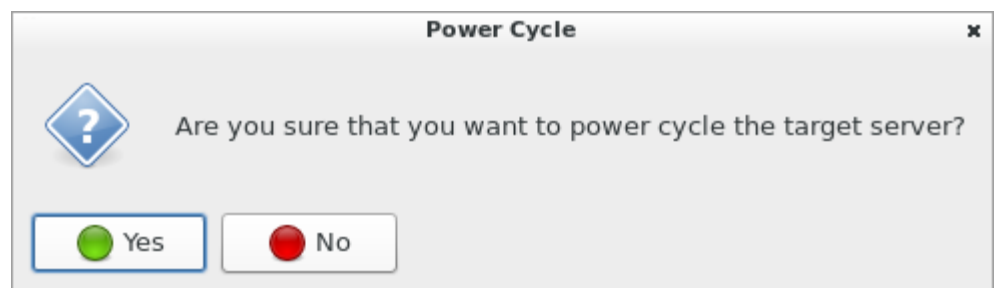 Power Cycle
Are you sure that you want to power cycle the target server?
Yes
No